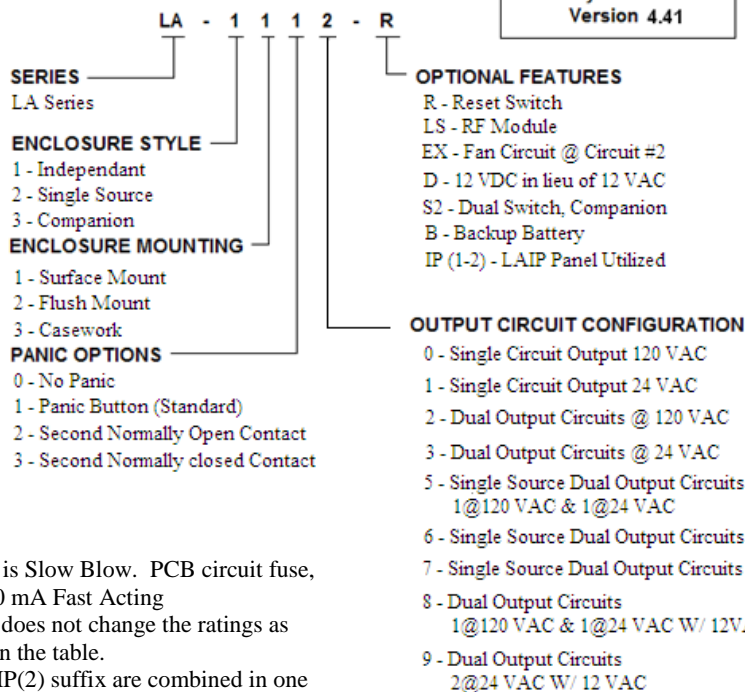 Version 4.41
LA - 1 1 1 2 - R
SERIES
LA Series
ENCLOSURE STYLE
1 - Independant
2 - Single Source
3 - Companion
ENCLOSURE MOUNTING
1 - Surface Mount
2 - Flush Mount
3 - Casework
PANIC OPTIONS
0 - No Panic
1 - Panic Button (Standard)
2 - Second Normally Open Contact
3 - Second Normally closed Contact
OPTIONAL FEATURES
R - Reset Switch
LS - RF Module
EX - Fan Circuit @ Circuit #2
D - 12 VDC in lieu of 12 VAC
S2 - Dual Switch, Companion
B - Backup Battery
IP (1-2) - LAIP Panel Utilized
OUTPUT CIRCUIT CONFIGURATION
0 - Single Circuit Output 120 VAC
1 - Single Circuit Output 24 VAC
2 - Dual Output Circuits @ 120 VAC
3 - Dual Output Circuits @ 24 VAC
5 - Single Source Dual Output Circuits
1@120 VAC & 1@24 VAC
6 - Single Source Dual Output Circuits
7 - Single Source Dual Output Circuits
8 - Dual Output Circuits
1@120 VAC & 1@24 VAC W/ 12V
9 - Dual Output Circuits
2@24 VAC W/ 12 VAC
is Slow Blow. PCB circuit fuse,
0 mA Fast Acting
does not change the ratings as
n the table.
IP(2) suffix are combined in one